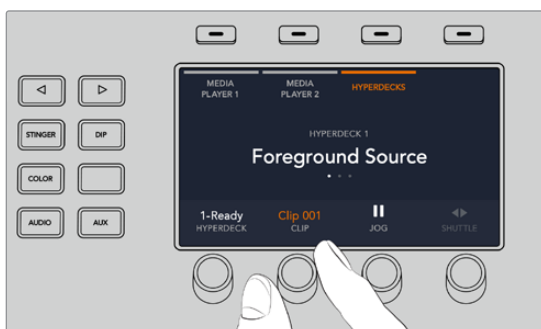 MEDIA
PLAYER 1
MEDIA
PLAYER 2
HYPERDECKS
HYPERDECK 1
Foreground Source
1-Ready
HYPERDECK
Clip 001
CLIP
JOG
SHUTTLE
STINGER
DIP
COLOR
AUDIO
AUX